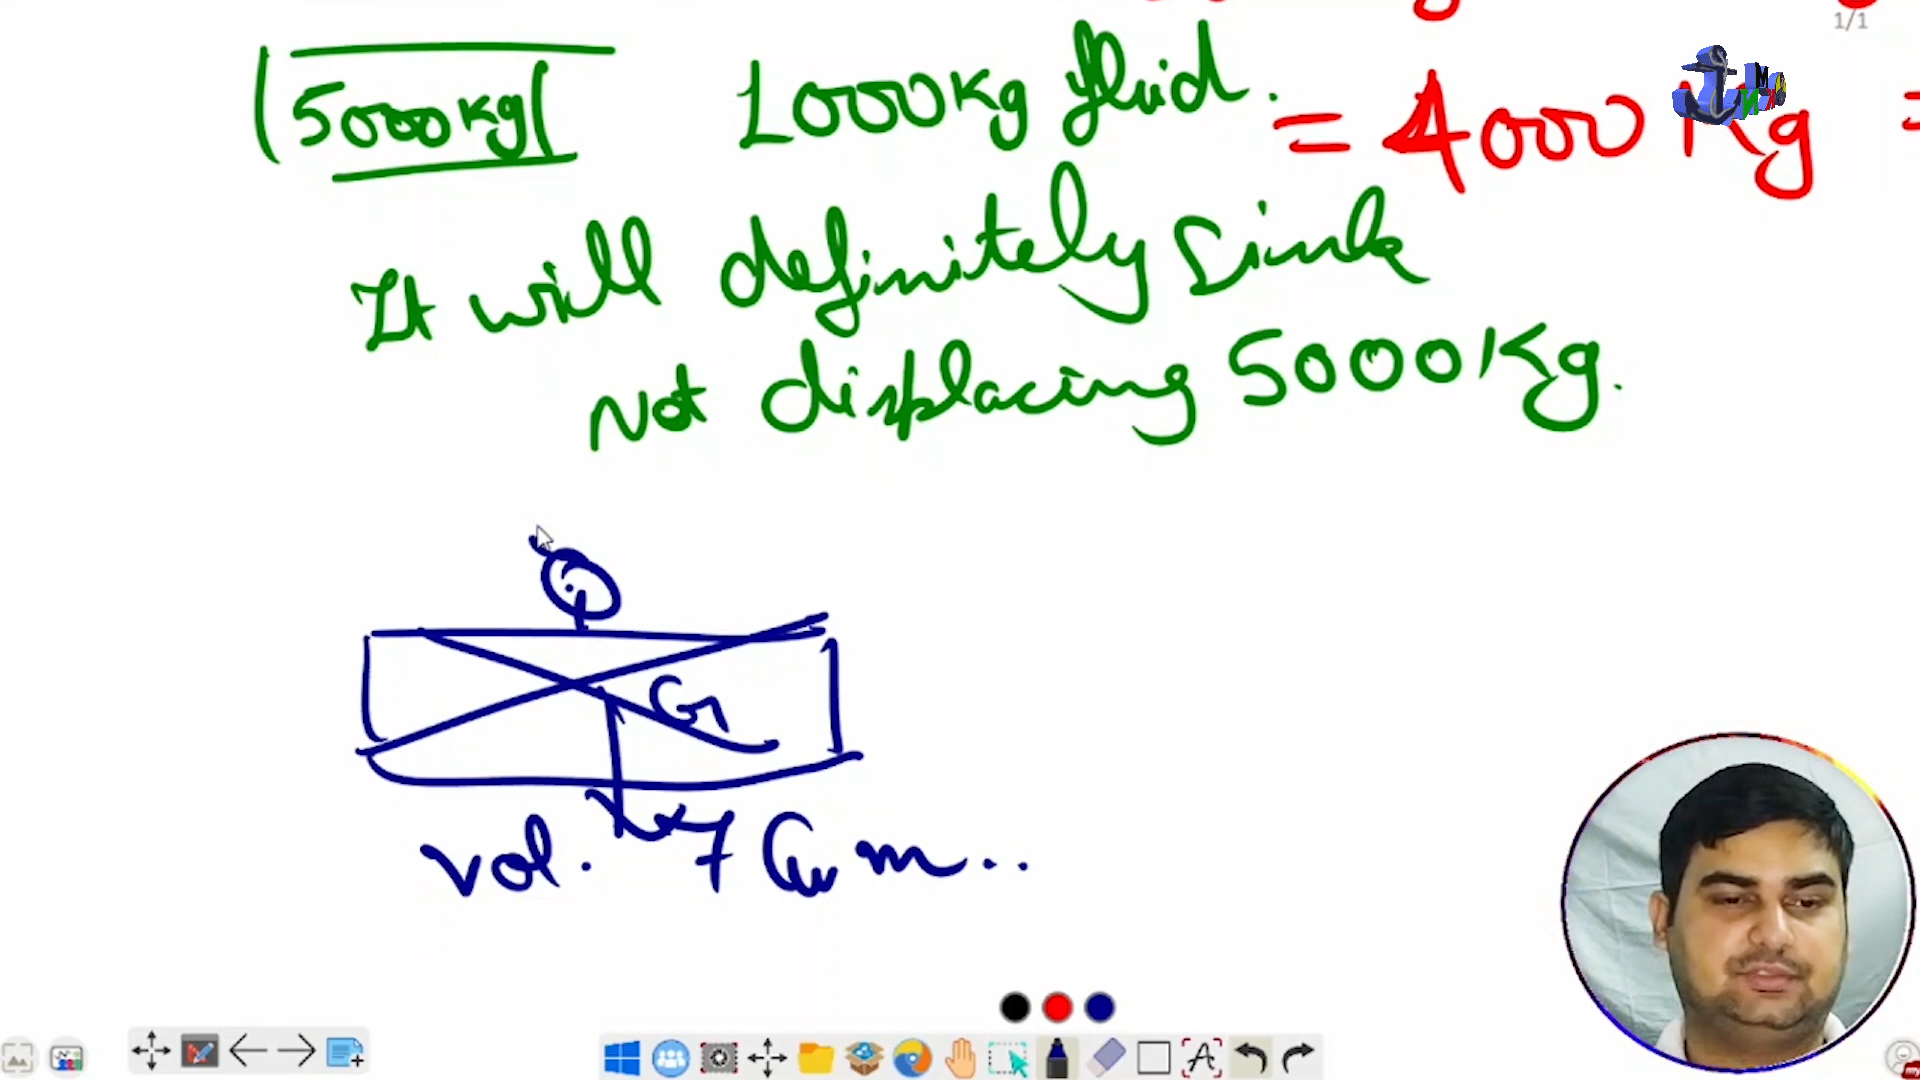 1/1
5000kg 1000Kg fluid. = 4000 Kg =
It will definitely sink
not displacing 5000Kg.
G
vol. 7 Cu m..